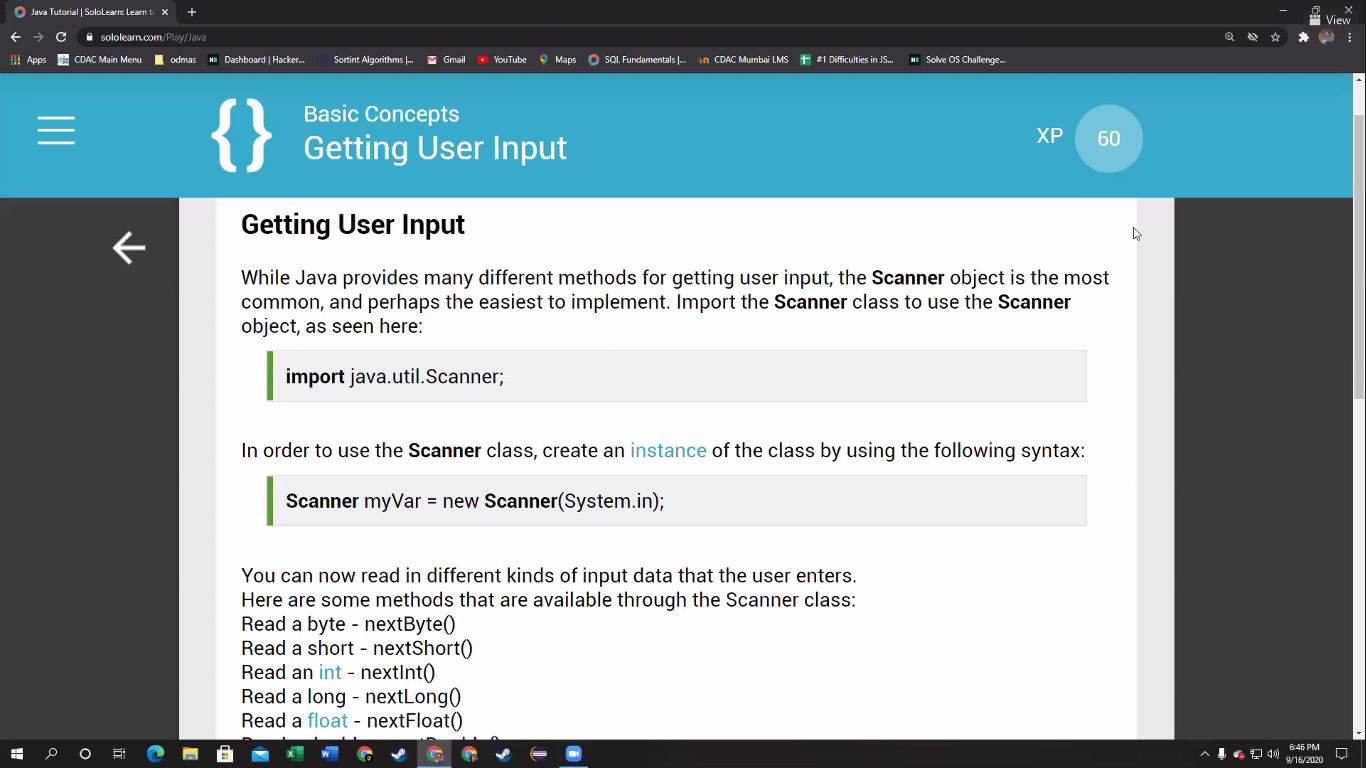 Java Tutorial | SoloLearn: Learn to
View
sololearn.com/Play/Java
Apps
CDAC Main Menu
odmas
Dashboard | Hacker...
Sortint Algorithms |...
Gmail
YouTube
Maps
SQL Fundamentals |...
CDAC Mumbai LMS
#1 Difficulties in JS...
Solve OS Challenge...
{}
Basic Concepts
Getting User Input
XP
60
Getting User Input
While Java provides many different methods for getting user input, the Scanner object is the most
common, and perhaps the easiest to implement. Import the Scanner class to use the Scanner
object, as seen here:
import java.util.Scanner;
In order to use the Scanner class, create an instance of the class by using the following syntax:
Scanner myVar = new Scanner(System.in);
You can now read in different kinds of input data that the user enters.
Here are some methods that are available through the Scanner class:
Read a byte - nextByte()
Read a short - nextShort()
Read an int - nextInt()
Read a long - nextLong()
Read a float - nextFloat()
6:46 PM
9/16/2020